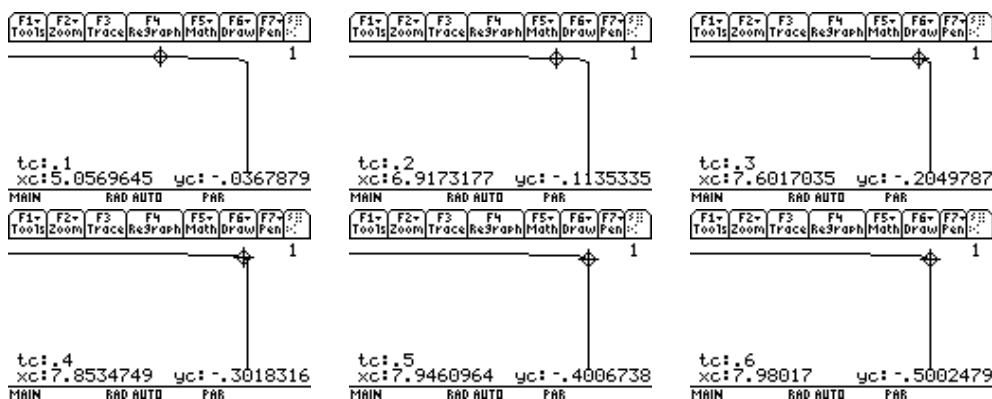 F1 Tools F2 Zoom F3 Trace F4 Regraph F5 Math F6 Draw F7 Pen
1
tc:.1
xc:5.0569645 yc:-.0367879
MAIN RAD AUTO PAR
F1 Tools F2 Zoom F3 Trace F4 Regraph F5 Math F6 Draw F7 Pen
1
tc:.2
xc:6.9173177 yc:-.1135335
MAIN RAD AUTO PAR
F1 Tools F2 Zoom F3 Trace F4 Regraph F5 Math F6 Draw F7 Pen
1
tc:.3
xc:7.6017035 yc:-.2049787
MAIN RAD AUTO PAR
F1 Tools F2 Zoom F3 Trace F4 Regraph F5 Math F6 Draw F7 Pen
1
tc:.4
xc:7.8534749 yc:-.3018316
MAIN RAD AUTO PAR
F1 Tools F2 Zoom F3 Trace F4 Regraph F5 Math F6 Draw F7 Pen
1
tc:.5
xc:7.9460964 yc:-.4006738
MAIN RAD AUTO PAR
F1 Tools F2 Zoom F3 Trace F4 Regraph F5 Math F6 Draw F7 Pen
1
tc:.6
xc:7.98017 yc:-.5002479
MAIN RAD AUTO PAR